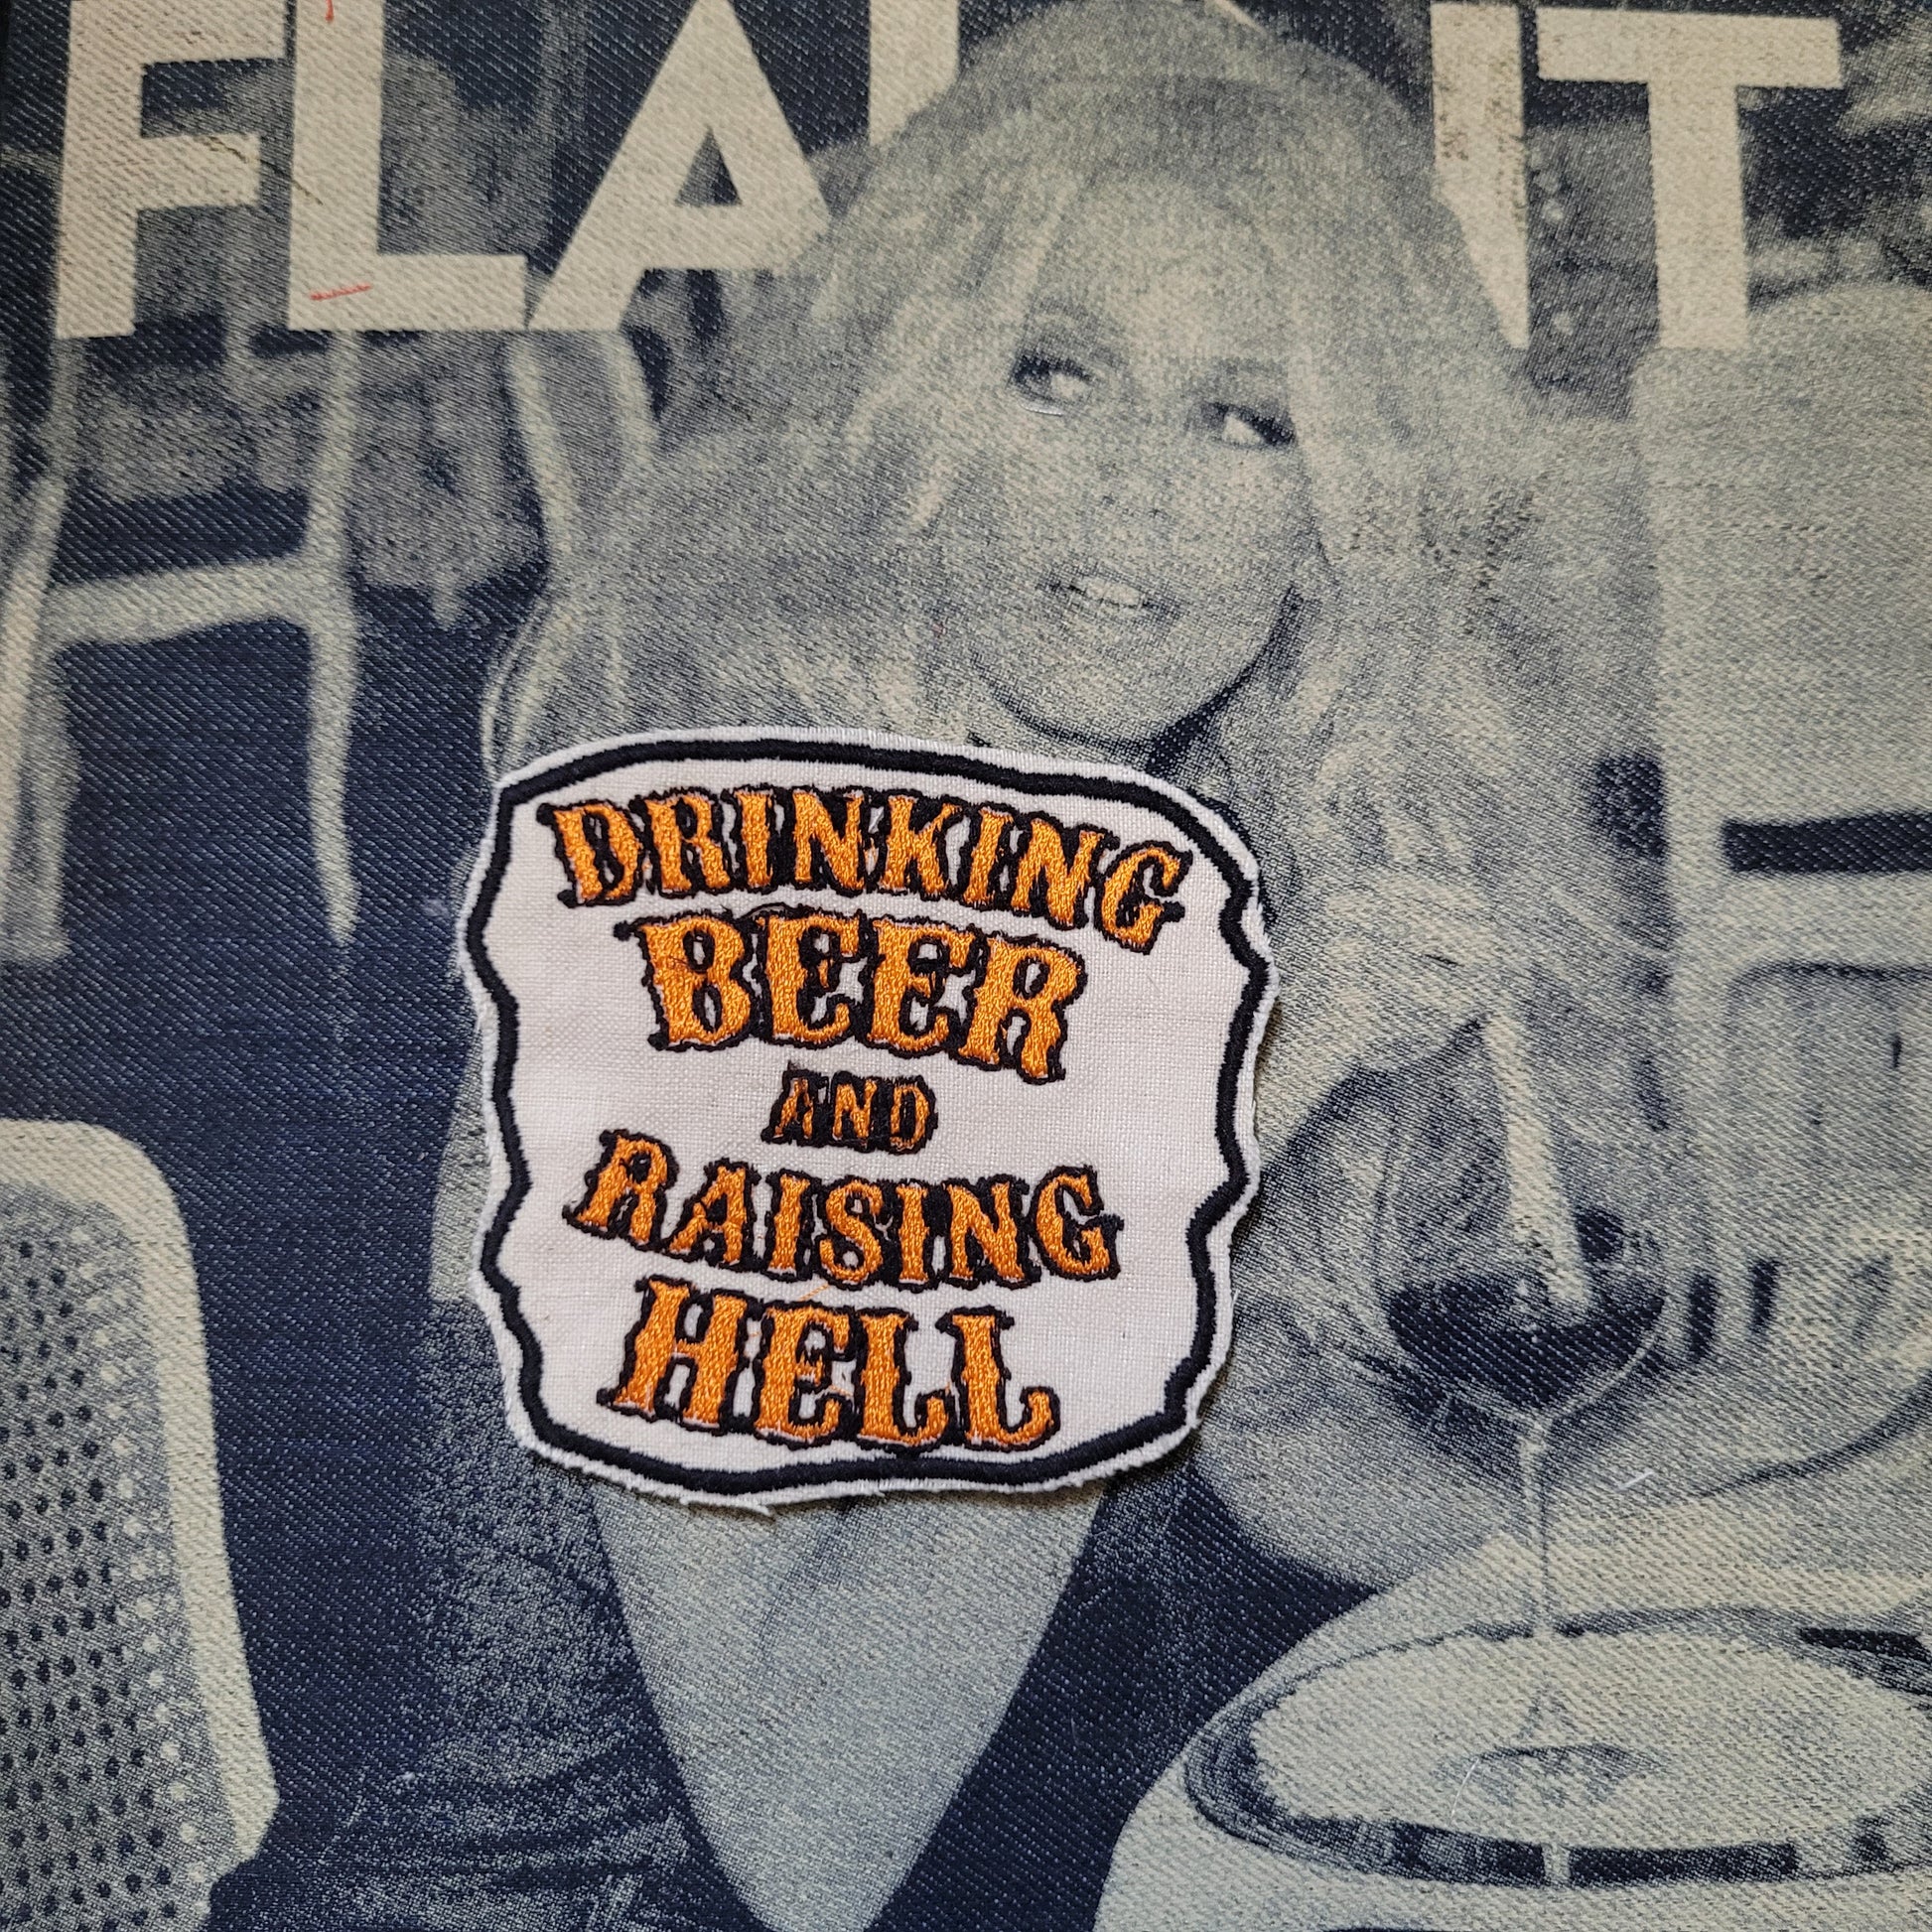 DRINKING
BEER
AND
RAISING
HELL